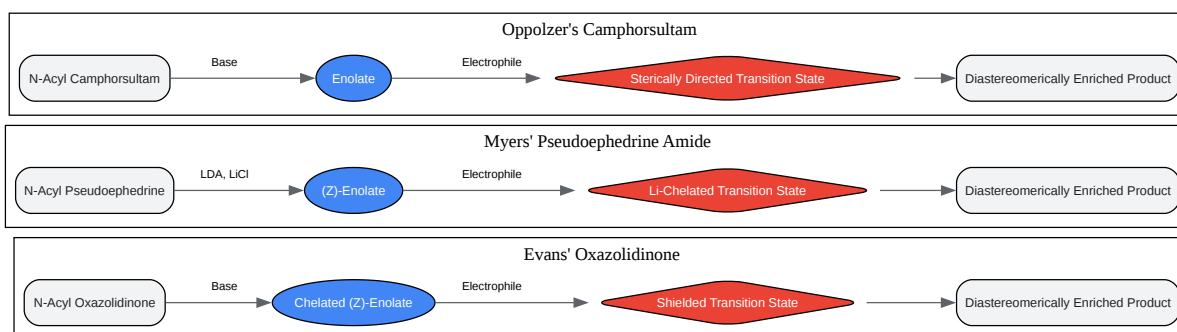 Oppolzer's Camphorsultam
N-Acyl Camphorsultam
Base
Enolate
Electrophile
Sterically Directed Transition State
Diastereomerically Enriched Product
Myers' Pseudoephedrine Amide
N-Acyl Pseudoephedrine
LDA, LiCl
(Z)-Enolate
Electrophile
Li-Chelated Transition State
Diastereomerically Enriched Product
Evans' Oxazolidinone
N-Acyl Oxazolidinone
Base
Chelated (Z)-Enolate
Electrophile
Shielded Transition State
Diastereomerically Enriched Product